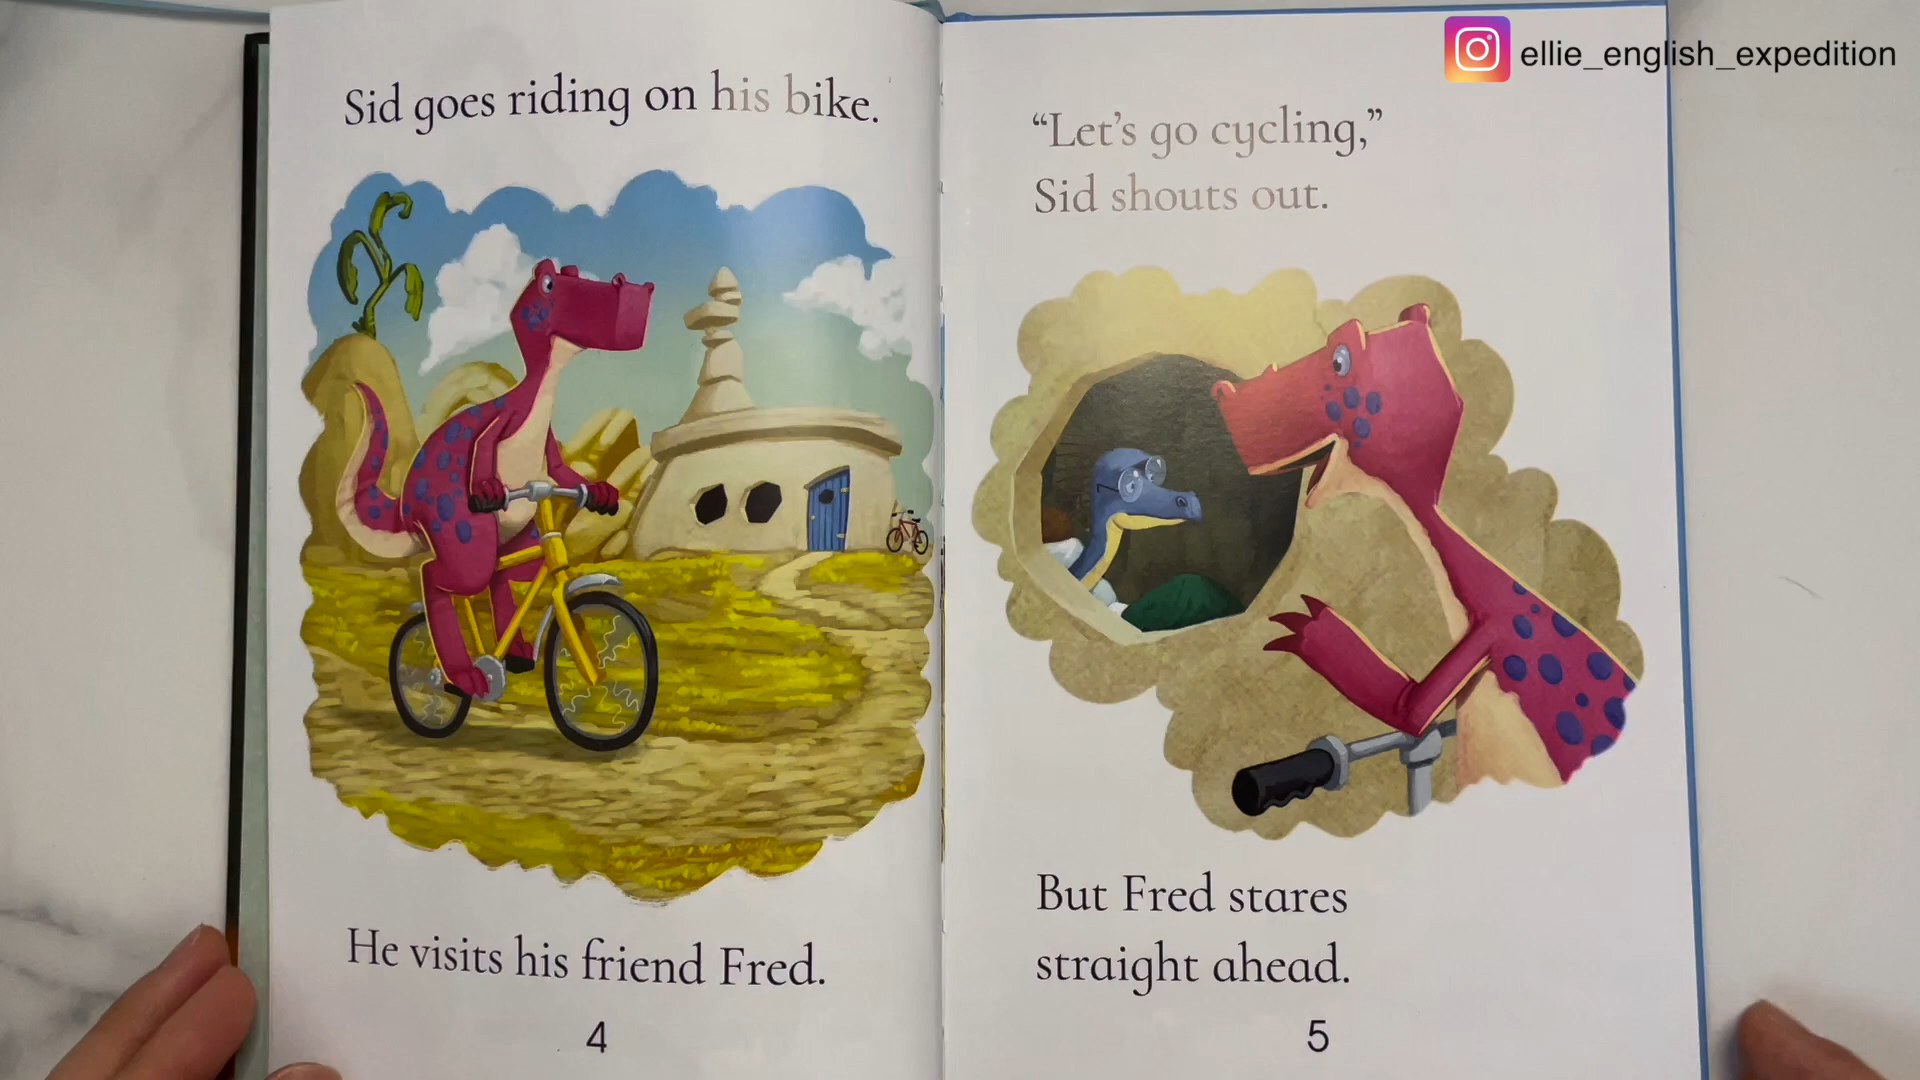 Sid goes riding on his bike.
He visits his friend Fred.
4
ellie_english_expedition
“Let’s go cycling,”
Sid shouts out.
But Fred stares
straight ahead.
5